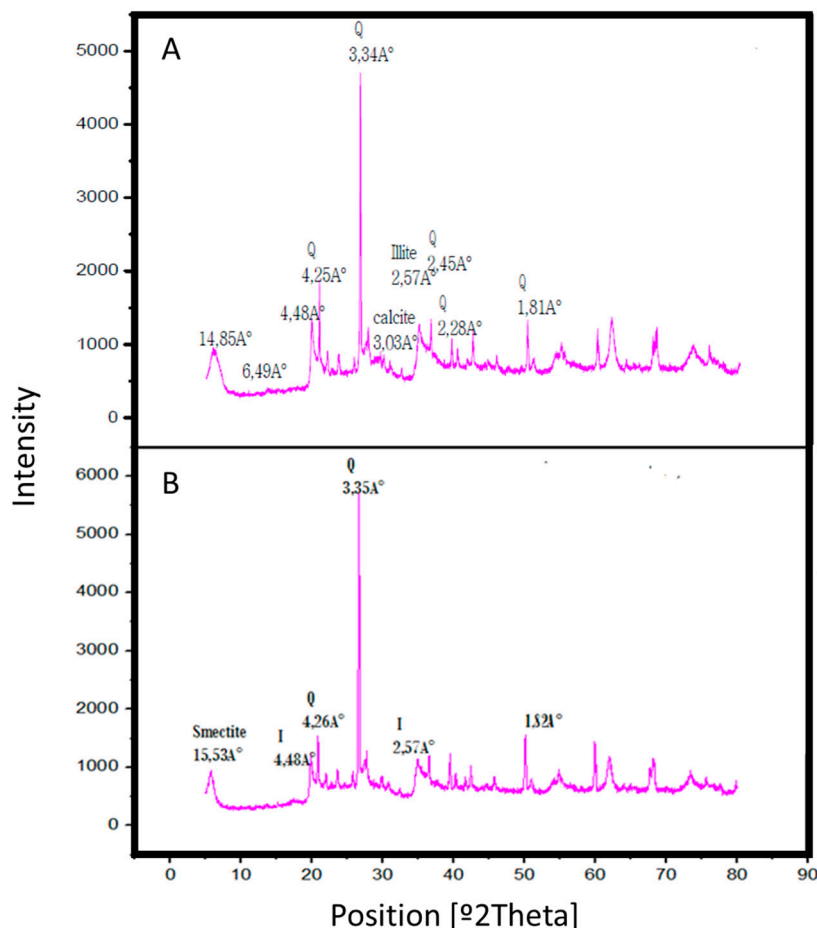 A
Q
3,34A°
Q
4,25A°
4,48A°
14,85A°
6,49A°
Illite
2,57A°
Q
2,45A°
calcite
3,03A°
Q
2,28A°
Q
1,81A°
5000
4000
3000
2000
1000
0
Intensity
B
Q
3,35A°
Smectite
15,53A°
I
4,48A°
Q
4,26A°
I
2,57A°
6000
5000
4000
3000
2000
1000
0
0 10 20 30 40 50 60 70 80 90
Position [º2Theta]